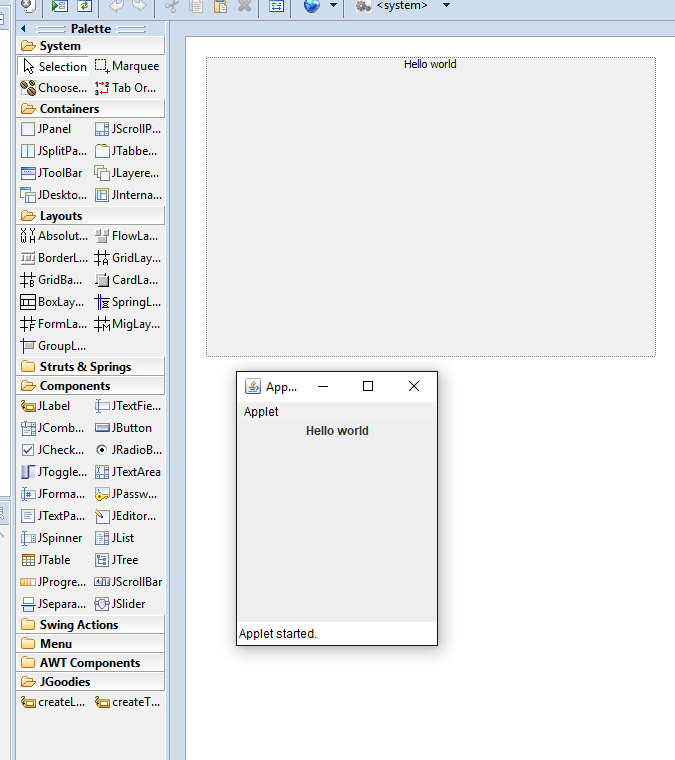 <system>
Palette
System
Selection Marquee
Choose... Tab Or...
Containers
JPanel JScrollP...
JSplitPa... JTabbe...
JToolBar JLayere...
JDeskto... JInterna...
Layouts
Absolut... FlowLa...
BorderL... GridLay...
GridBa... CardLa...
BoxLay... SpringL...
FormLa... MigLay...
GroupL...
Struts & Springs
Components
JLabel JTextFie...
JComb... JButton
JCheck... JRadioB...
JToggle... JTextArea
JForma... JPassw...
JTextPa... JEditor...
JSpinner JList
JTable JTree
JProgre... JScrollBar
JSepara... JSlider
Swing Actions
Menu
AWT Components
JGoodies
createL... createT...
Hello world
App...
Applet
Hello world
Applet started.